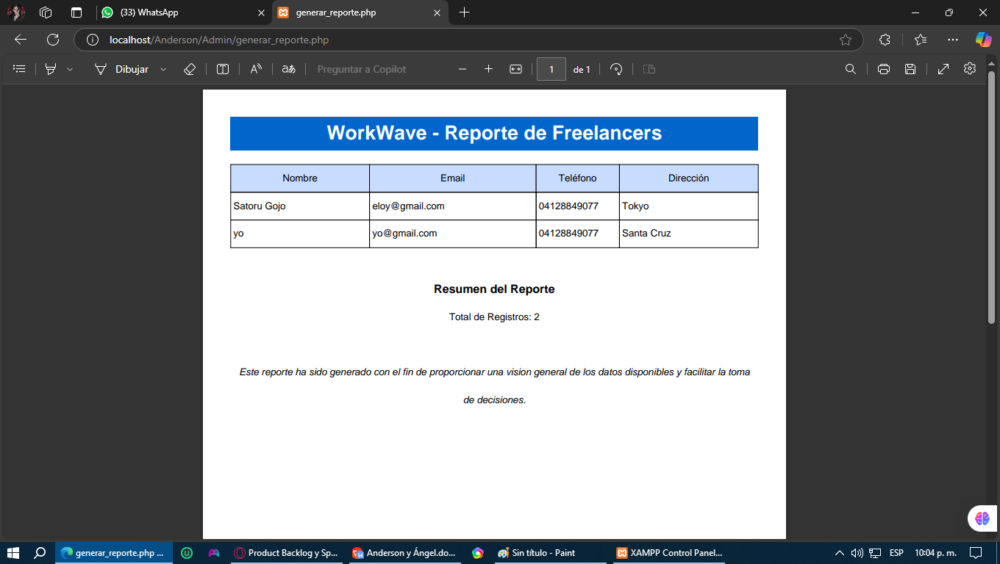 (33) WhatsApp
generar_reporte.php
localhost/Anderson/Admin/generar_reporte.php
Dibujar
aあ
Preguntar a Copilot
1 de 1
WorkWave - Reporte de Freelancers
Nombre Email Teléfono Dirección
Satoru Gojo eloy@gmail.com 04128849077 Tokyo
yo yo@gmail.com 04128849077 Santa Cruz
Resumen del Reporte
Total de Registros: 2
Este reporte ha sido generado con el fin de proporcionar una vision general de los datos disponibles y facilitar la toma
de decisiones.
generar_reporte.php ...
Product Backlog y Sp...
Anderson y Ángel.do...
Sin título - Paint
XAMPP Control Panel...
ESP
10:04 p. m.